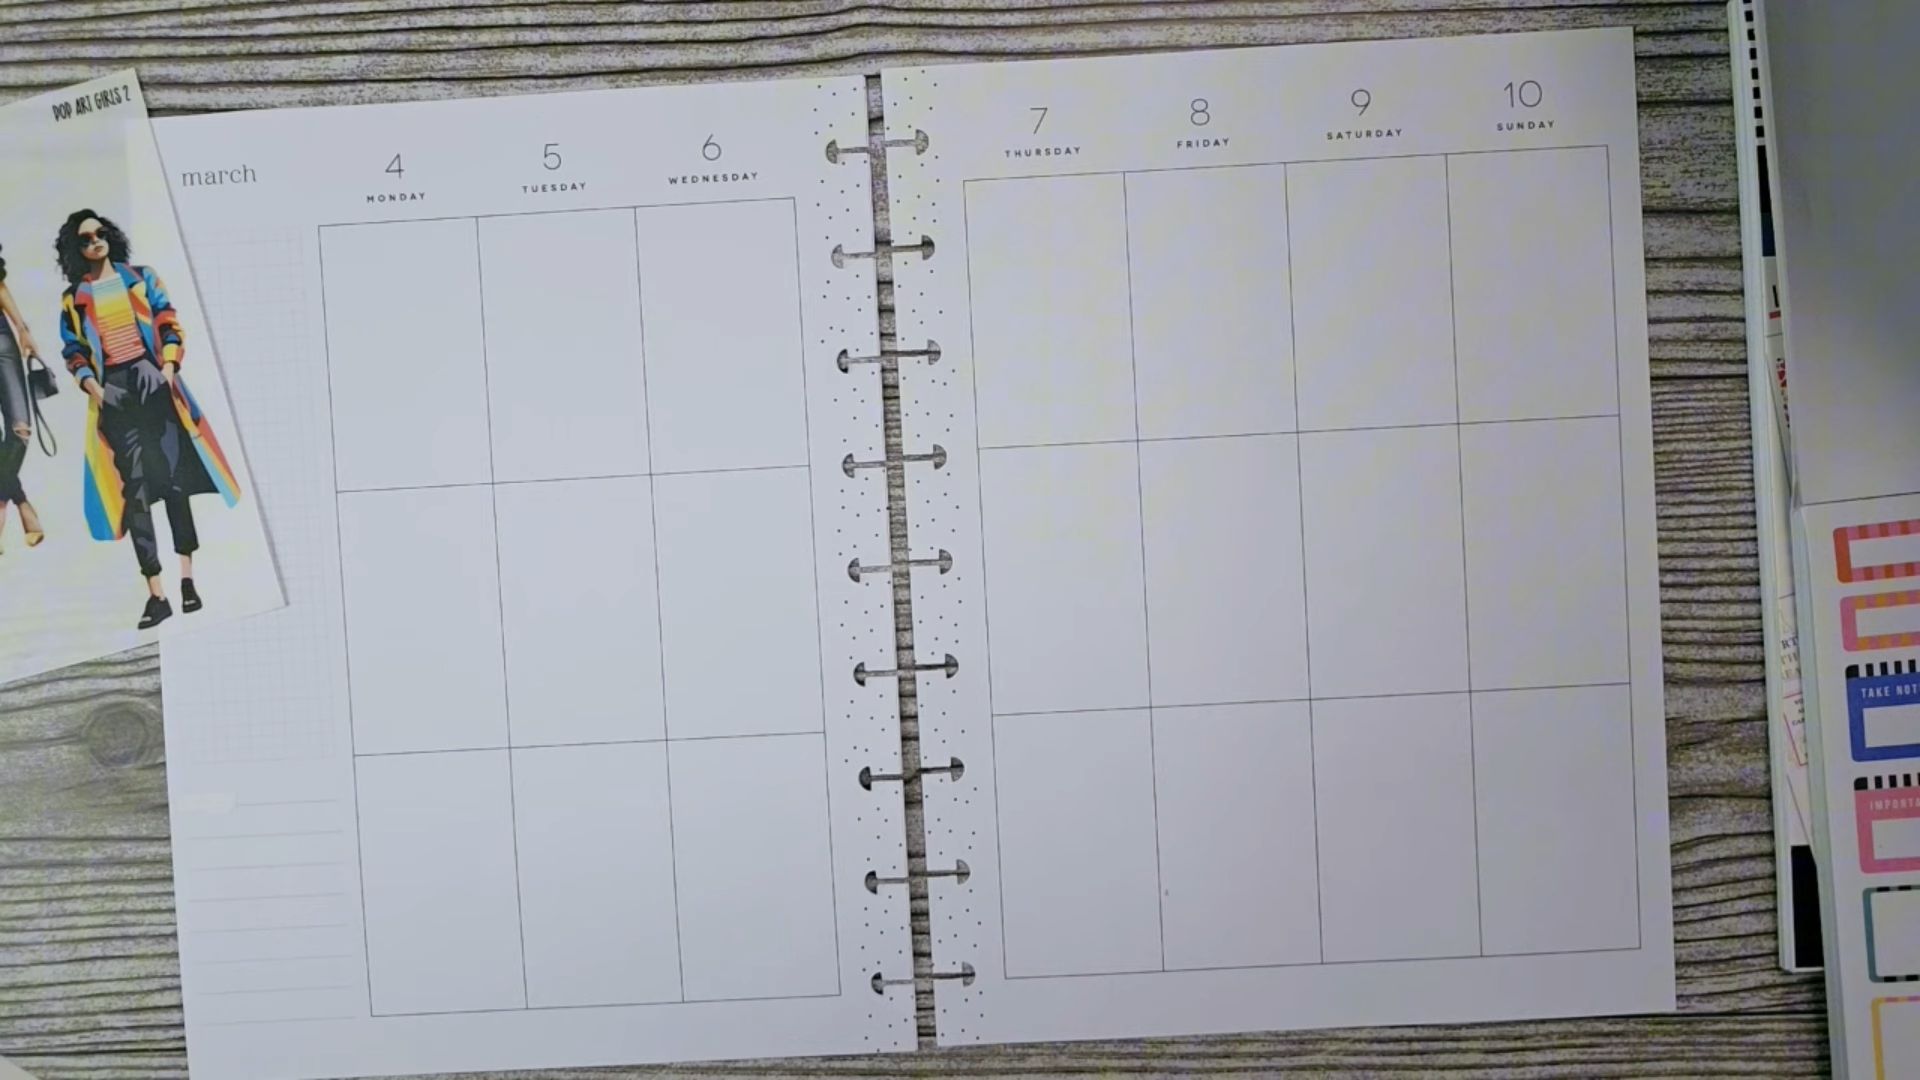 POP ART GIRLS 2
march
4
MONDAY
5
TUESDAY
6
WEDNESDAY
7
THURSDAY
8
FRIDAY
9
SATURDAY
10
SUNDAY
TAKE